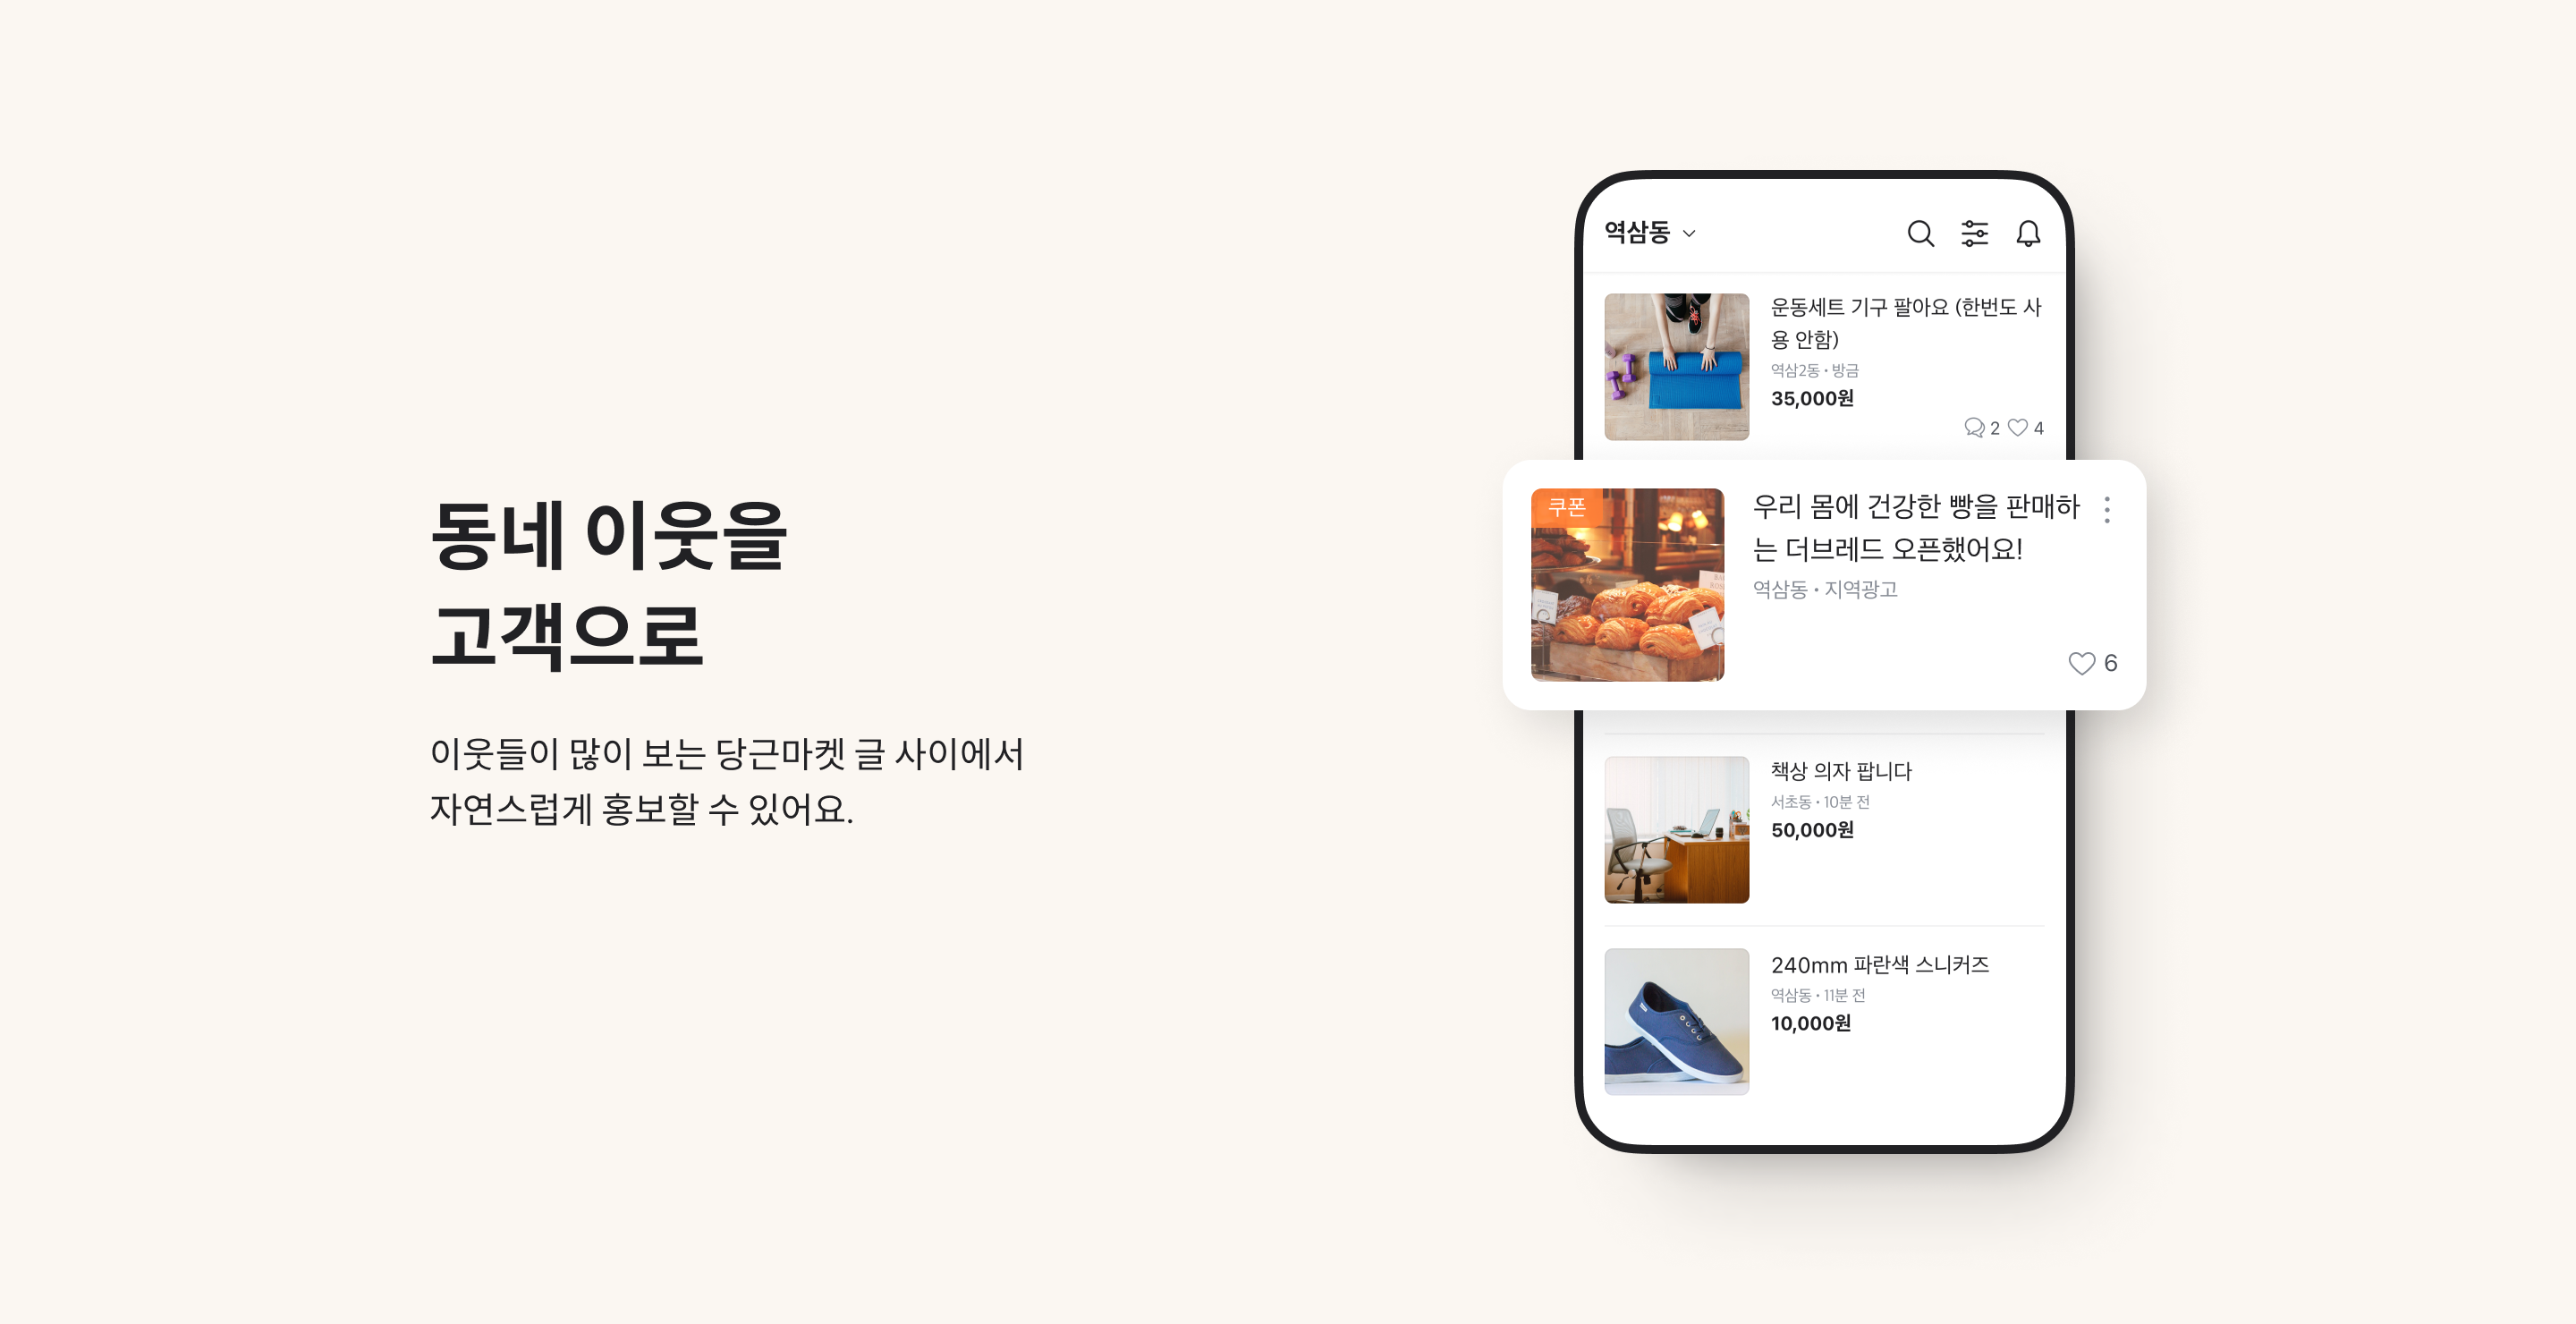 동네 이웃을
고객으로
이웃들이 많이 보는 당근마켓 글 사이에서
자연스럽게 홍보할 수 있어요.
역삼동
운동세트 기구 팔아요 (한번도 사
용 안함)
역삼2동 • 방금
35,000원
2 4
쿠폰
우리 몸에 건강한 빵을 판매하
는 더브레드 오픈했어요!
역삼동 • 지역광고
6
책상 의자 팝니다
서초동 • 10분 전
50,000원
240mm 파란색 스니커즈
역삼동 • 11분 전
10,000원